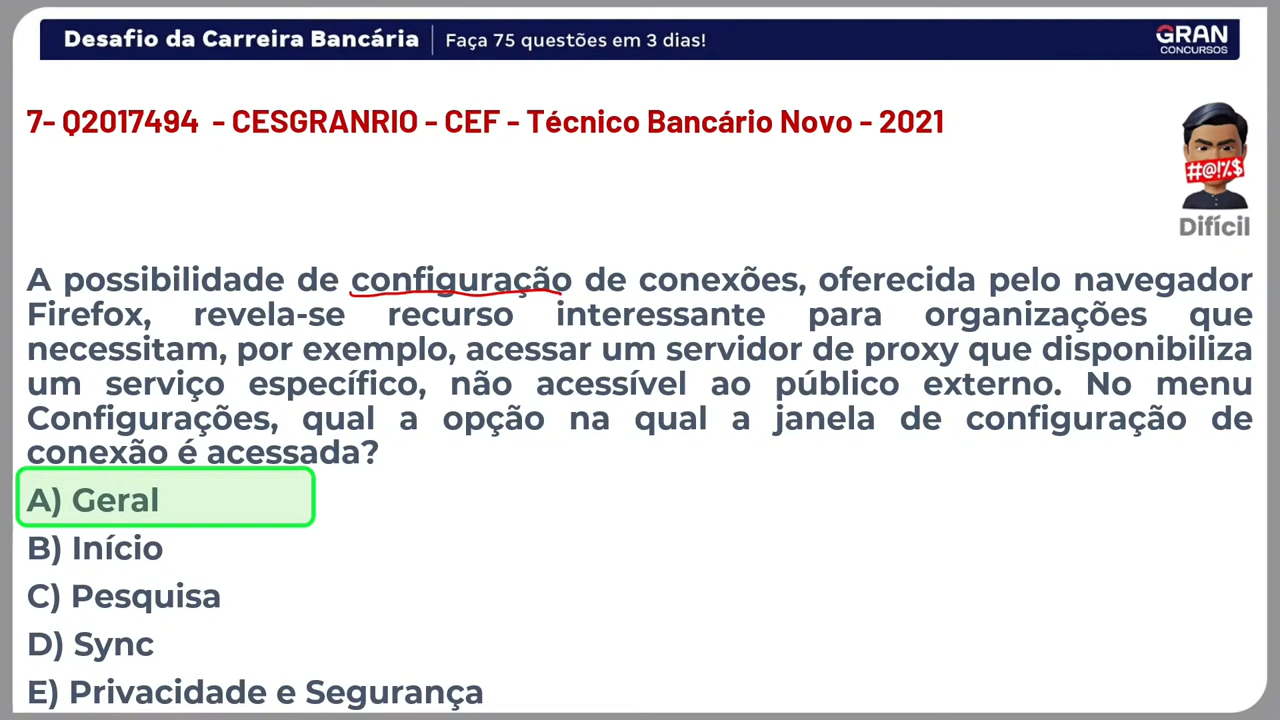 Desafio da Carreira Bancária | Faça 75 questões em 3 dias!
GRAN
CONCURSOS
7- Q2017494 - CESGRANRIO - CEF - Técnico Bancário Novo - 2021
#@!%$
Difícil
A possibilidade de configuração de conexões, oferecida pelo navegador
Firefox, revela-se recurso interessante para organizações que
necessitam, por exemplo, acessar um servidor de proxy que disponibiliza
um serviço específico, não acessível ao público externo. No menu
Configurações, qual a opção na qual a janela de configuração de
conexão é acessada?
A) Geral
B) Início
C) Pesquisa
D) Sync
E) Privacidade e Segurança